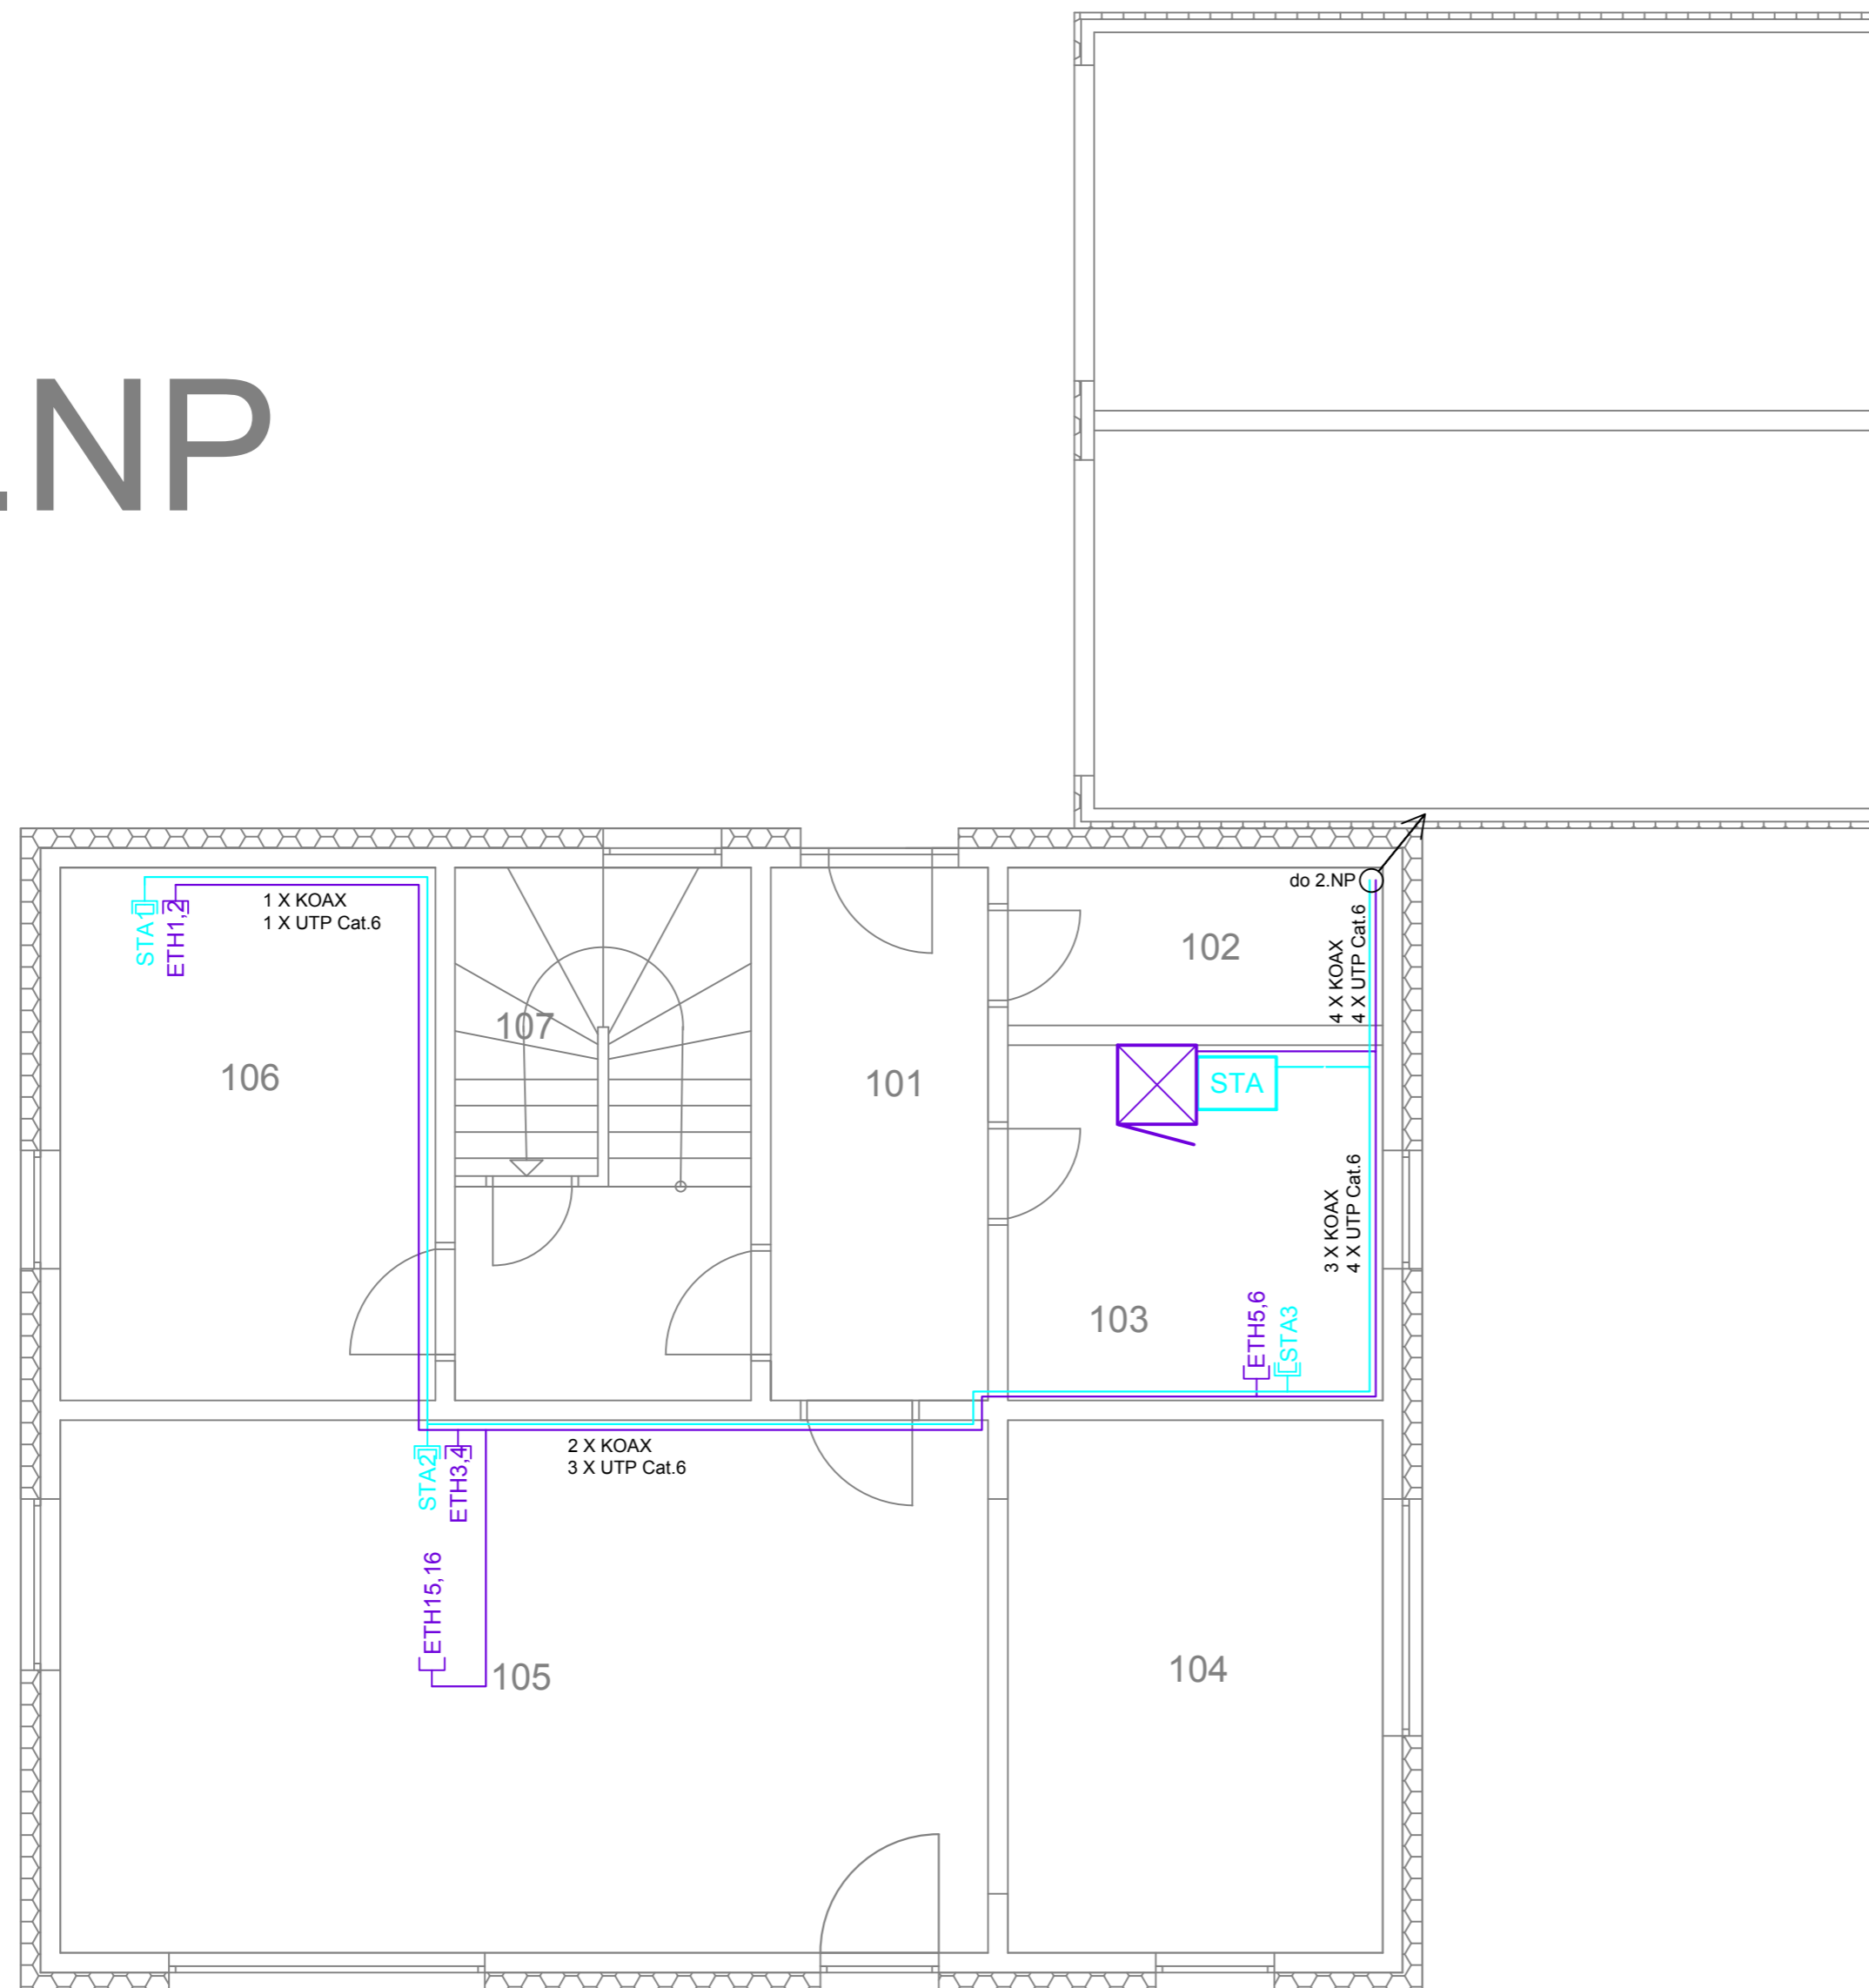 .NP
1 X KOAX
1 X UTP Cat.6
STA1
ETH1,2
do 2.NP
4 X KOAX
4 X UTP Cat.6
102
107
106
101
STA
3 X KOAX
4 X UTP Cat.6
103
ETH5,6
STA3
2 X KOAX
3 X UTP Cat.6
STA2
ETH3,4
ETH15,16
105
104